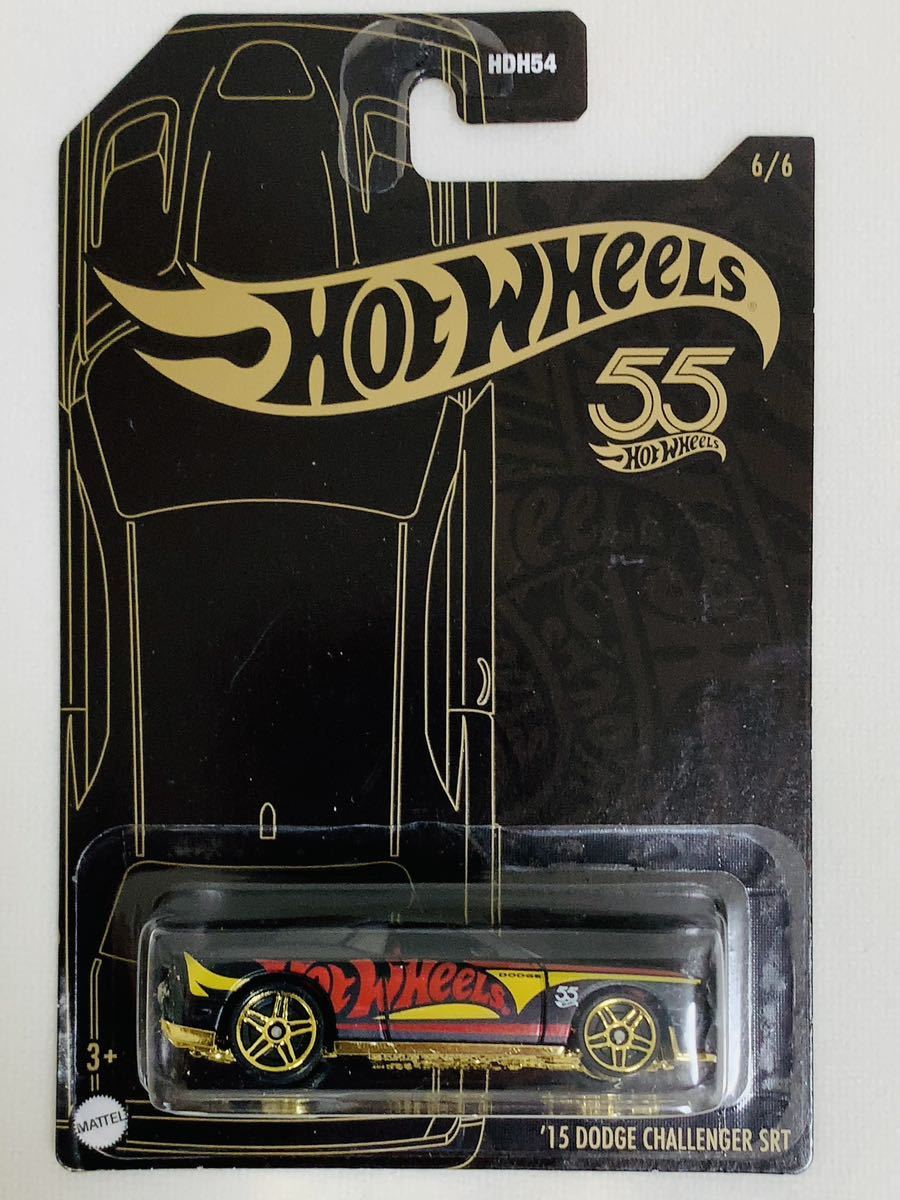 HDH54
6/6
HOT WHEELS®
55
HOT WHEELS
HOT WHEELS
DODGE
55
3+
MATTEL
'15 DODGE CHALLENGER SRT